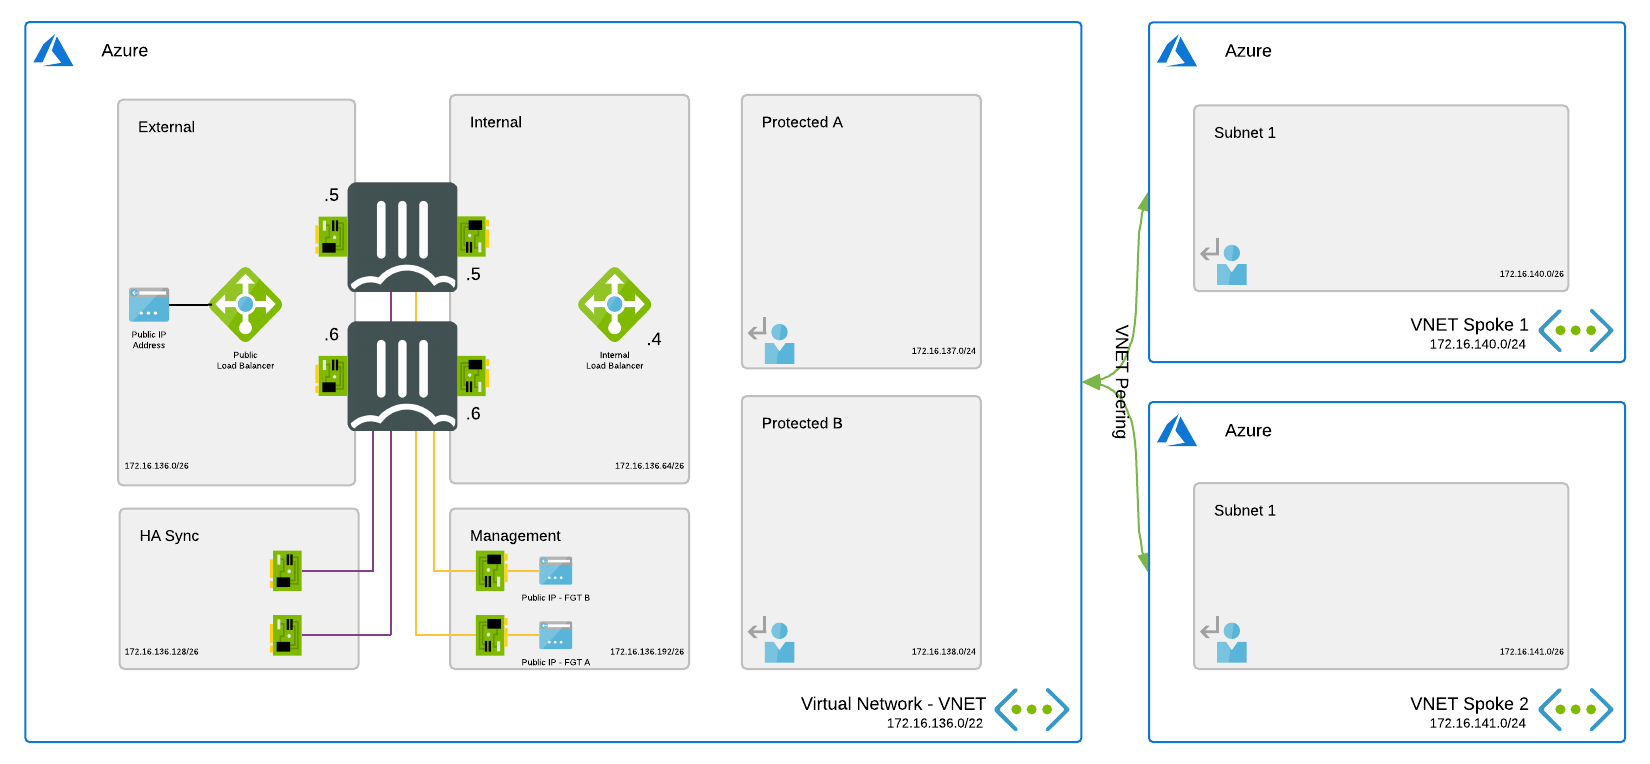 Azure
External
.5
.5
.6
.6
Public IP
Address
Public
Load Balancer
172.16.136.0/26
Internal
Internal
Load Balancer
.4
172.16.136.64/26
HA Sync
172.16.136.128/26
Management
Public IP - FGT B
Public IP - FGT A
172.16.136.192/26
Protected A
172.16.137.0/24
Protected B
172.16.138.0/24
Virtual Network - VNET
172.16.136.0/22
VNET Peering
Azure
Subnet 1
172.16.140.0/26
VNET Spoke 1
172.16.140.0/24
Azure
Subnet 1
172.16.141.0/26
VNET Spoke 2
172.16.141.0/24